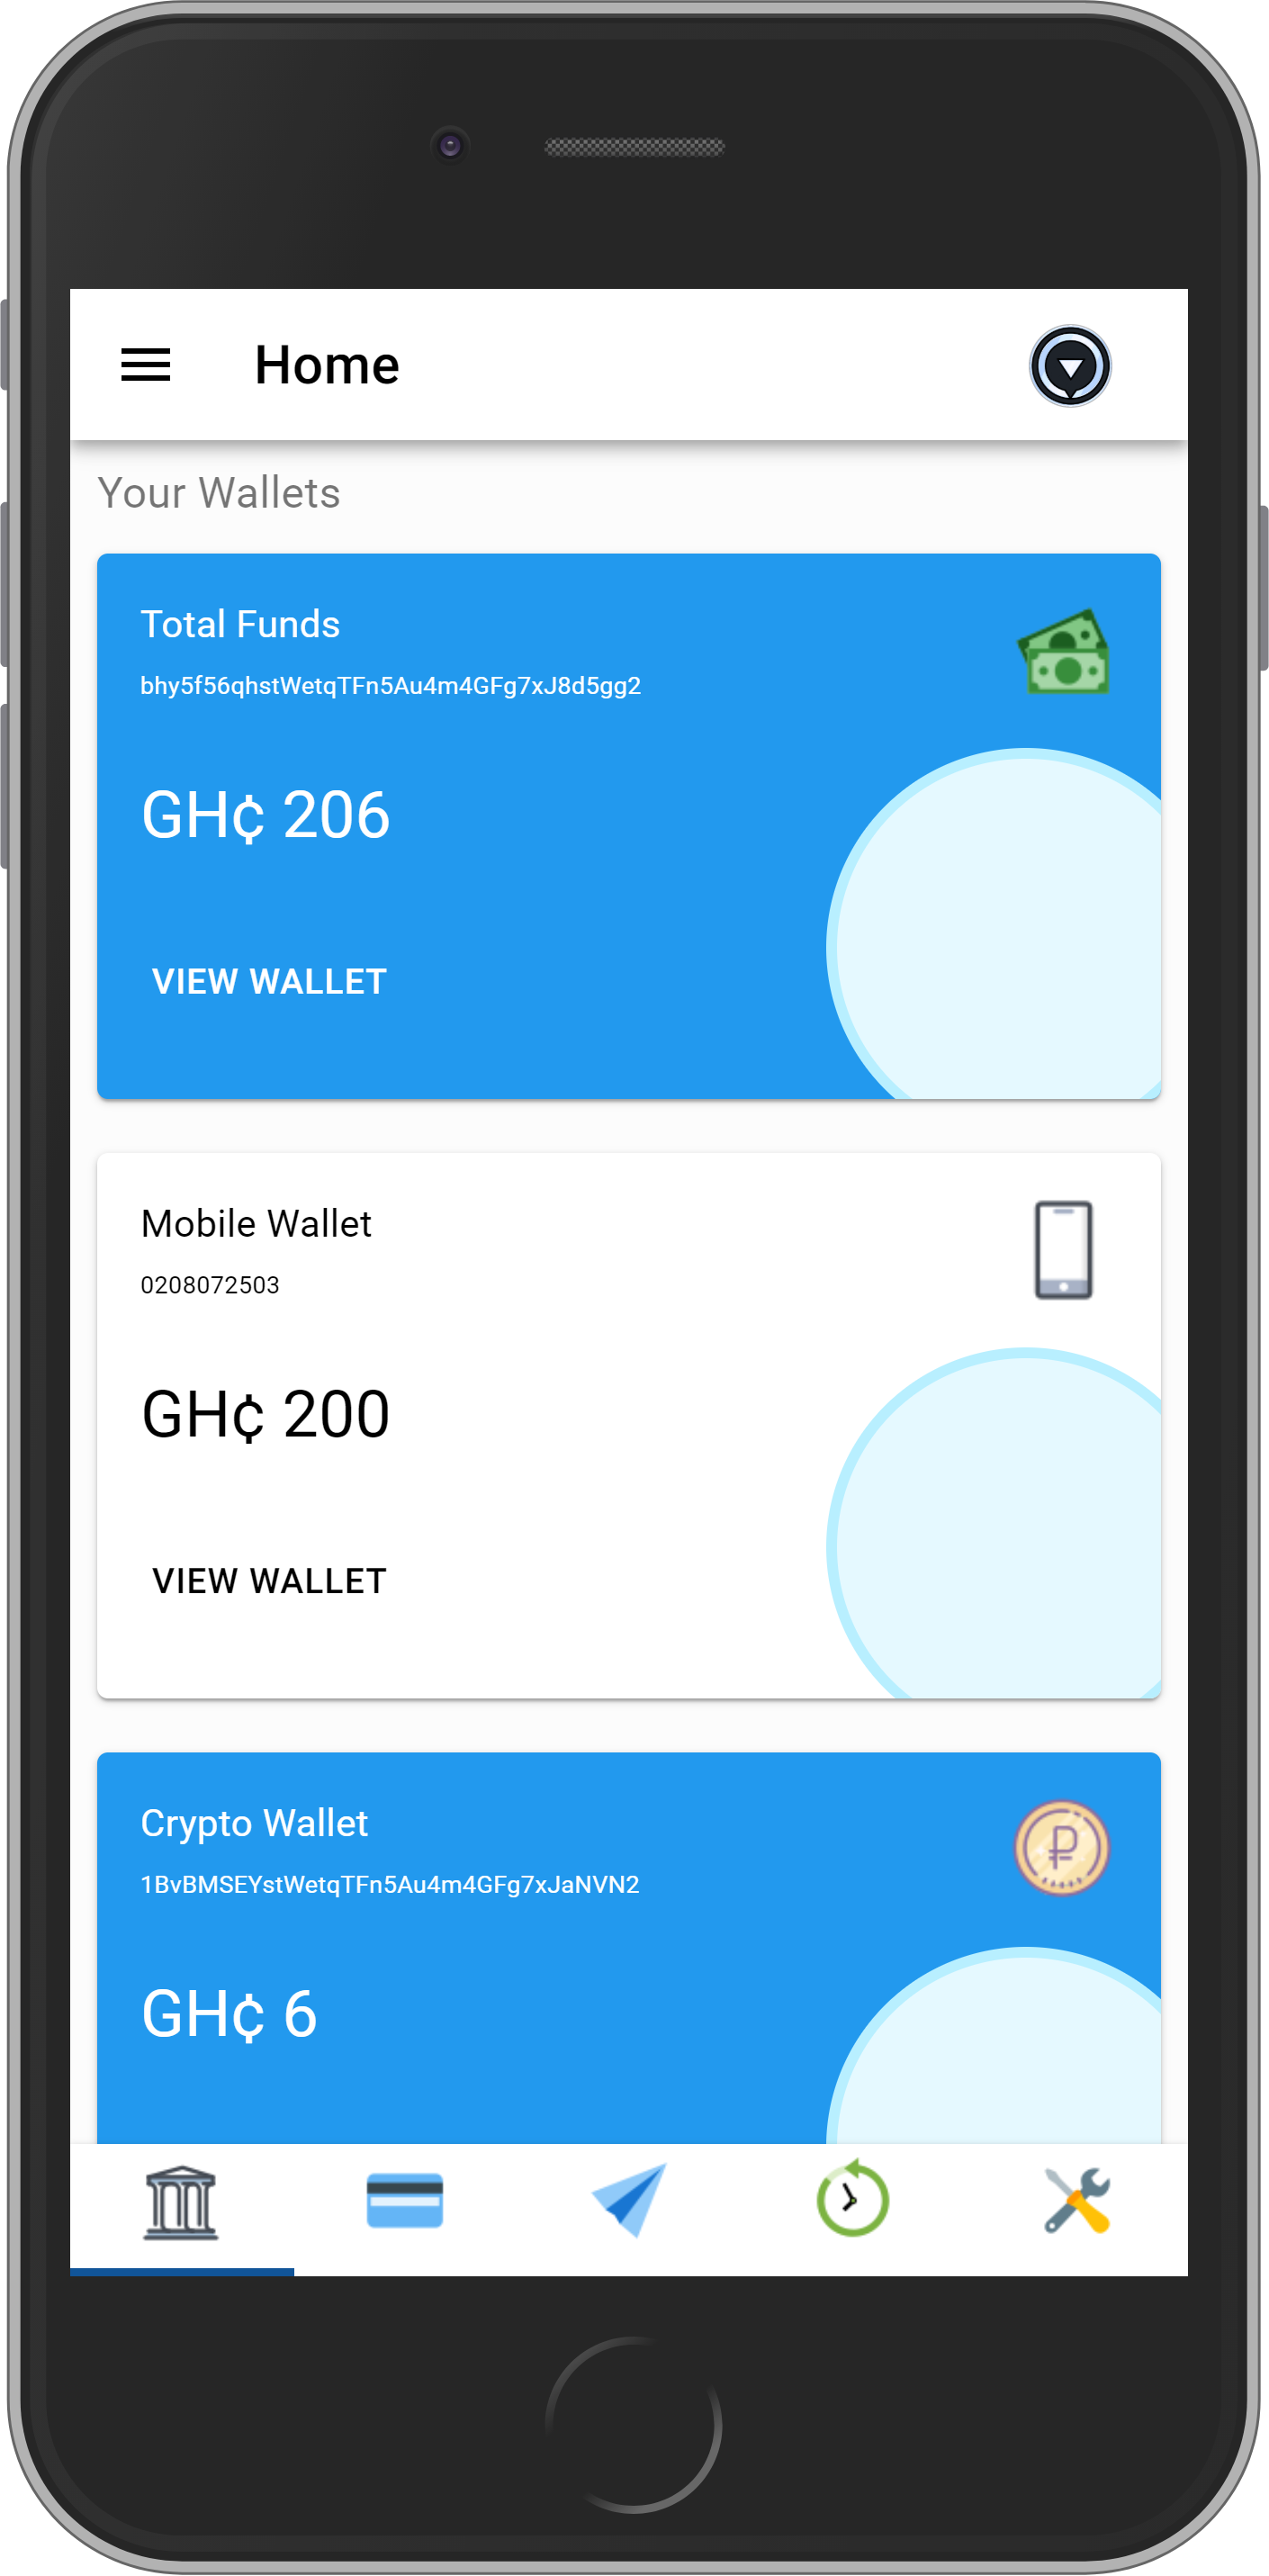 Home
Your Wallets
Total Funds
bhy5f56qhstWetqTFn5Au4m4GFg7xJ8d5gg2
GH¢ 206
VIEW WALLET
Mobile Wallet
0208072503
GH¢ 200
VIEW WALLET
Crypto Wallet
1BvBMSEYstWetqTFn5Au4m4GFg7xJaNVN2
GH¢ 6